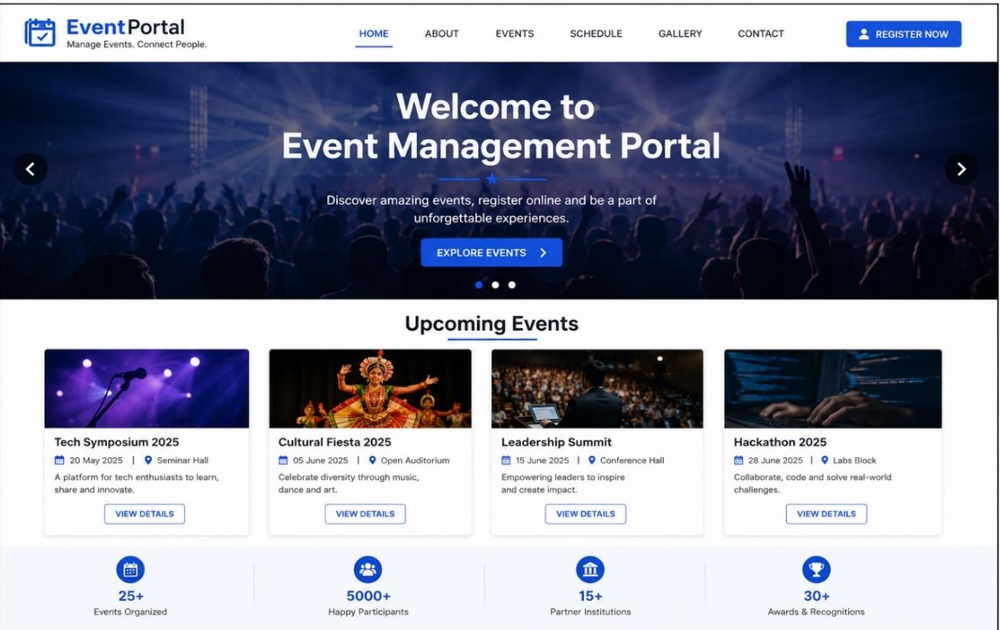 EventPortal
Manage Events. Connect People.
HOME
ABOUT
EVENTS
SCHEDULE
GALLERY
CONTACT
REGISTER NOW
Welcome to
Event Management Portal
Discover amazing events, register online and be a part of
unforgettable experiences.
EXPLORE EVENTS
Upcoming Events
Tech Symposium 2025
20 May 2025 | Seminar Hall
A platform for tech enthusiasts to learn,
share and innovate.
VIEW DETAILS
Cultural Fiesta 2025
05 June 2025 | Open Auditorium
Celebrate diversity through music,
dance and art.
VIEW DETAILS
Leadership Summit
15 June 2025 | Conference Hall
Empowering leaders to inspire
and create impact.
VIEW DETAILS
Hackathon 2025
28 June 2025 | Labs Block
Collaborate, code and solve real-world
challenges.
VIEW DETAILS
25+
Events Organized
5000+
Happy Participants
15+
Partner Institutions
30+
Awards & Recognitions